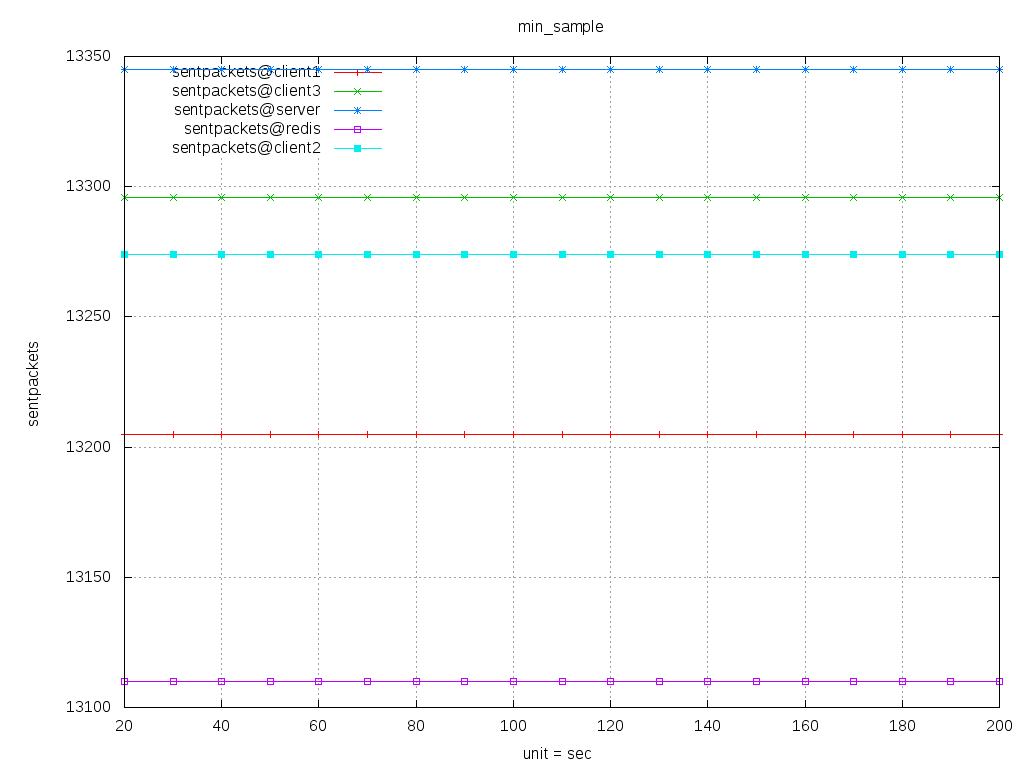 min_sample
13350
13300
13250
13200
13150
13100
sentpackets
sentpackets@client1
sentpackets@client3
sentpackets@server
sentpackets@redis
sentpackets@client2
20 40 60 80 100 120 140 160 180 200
unit = sec